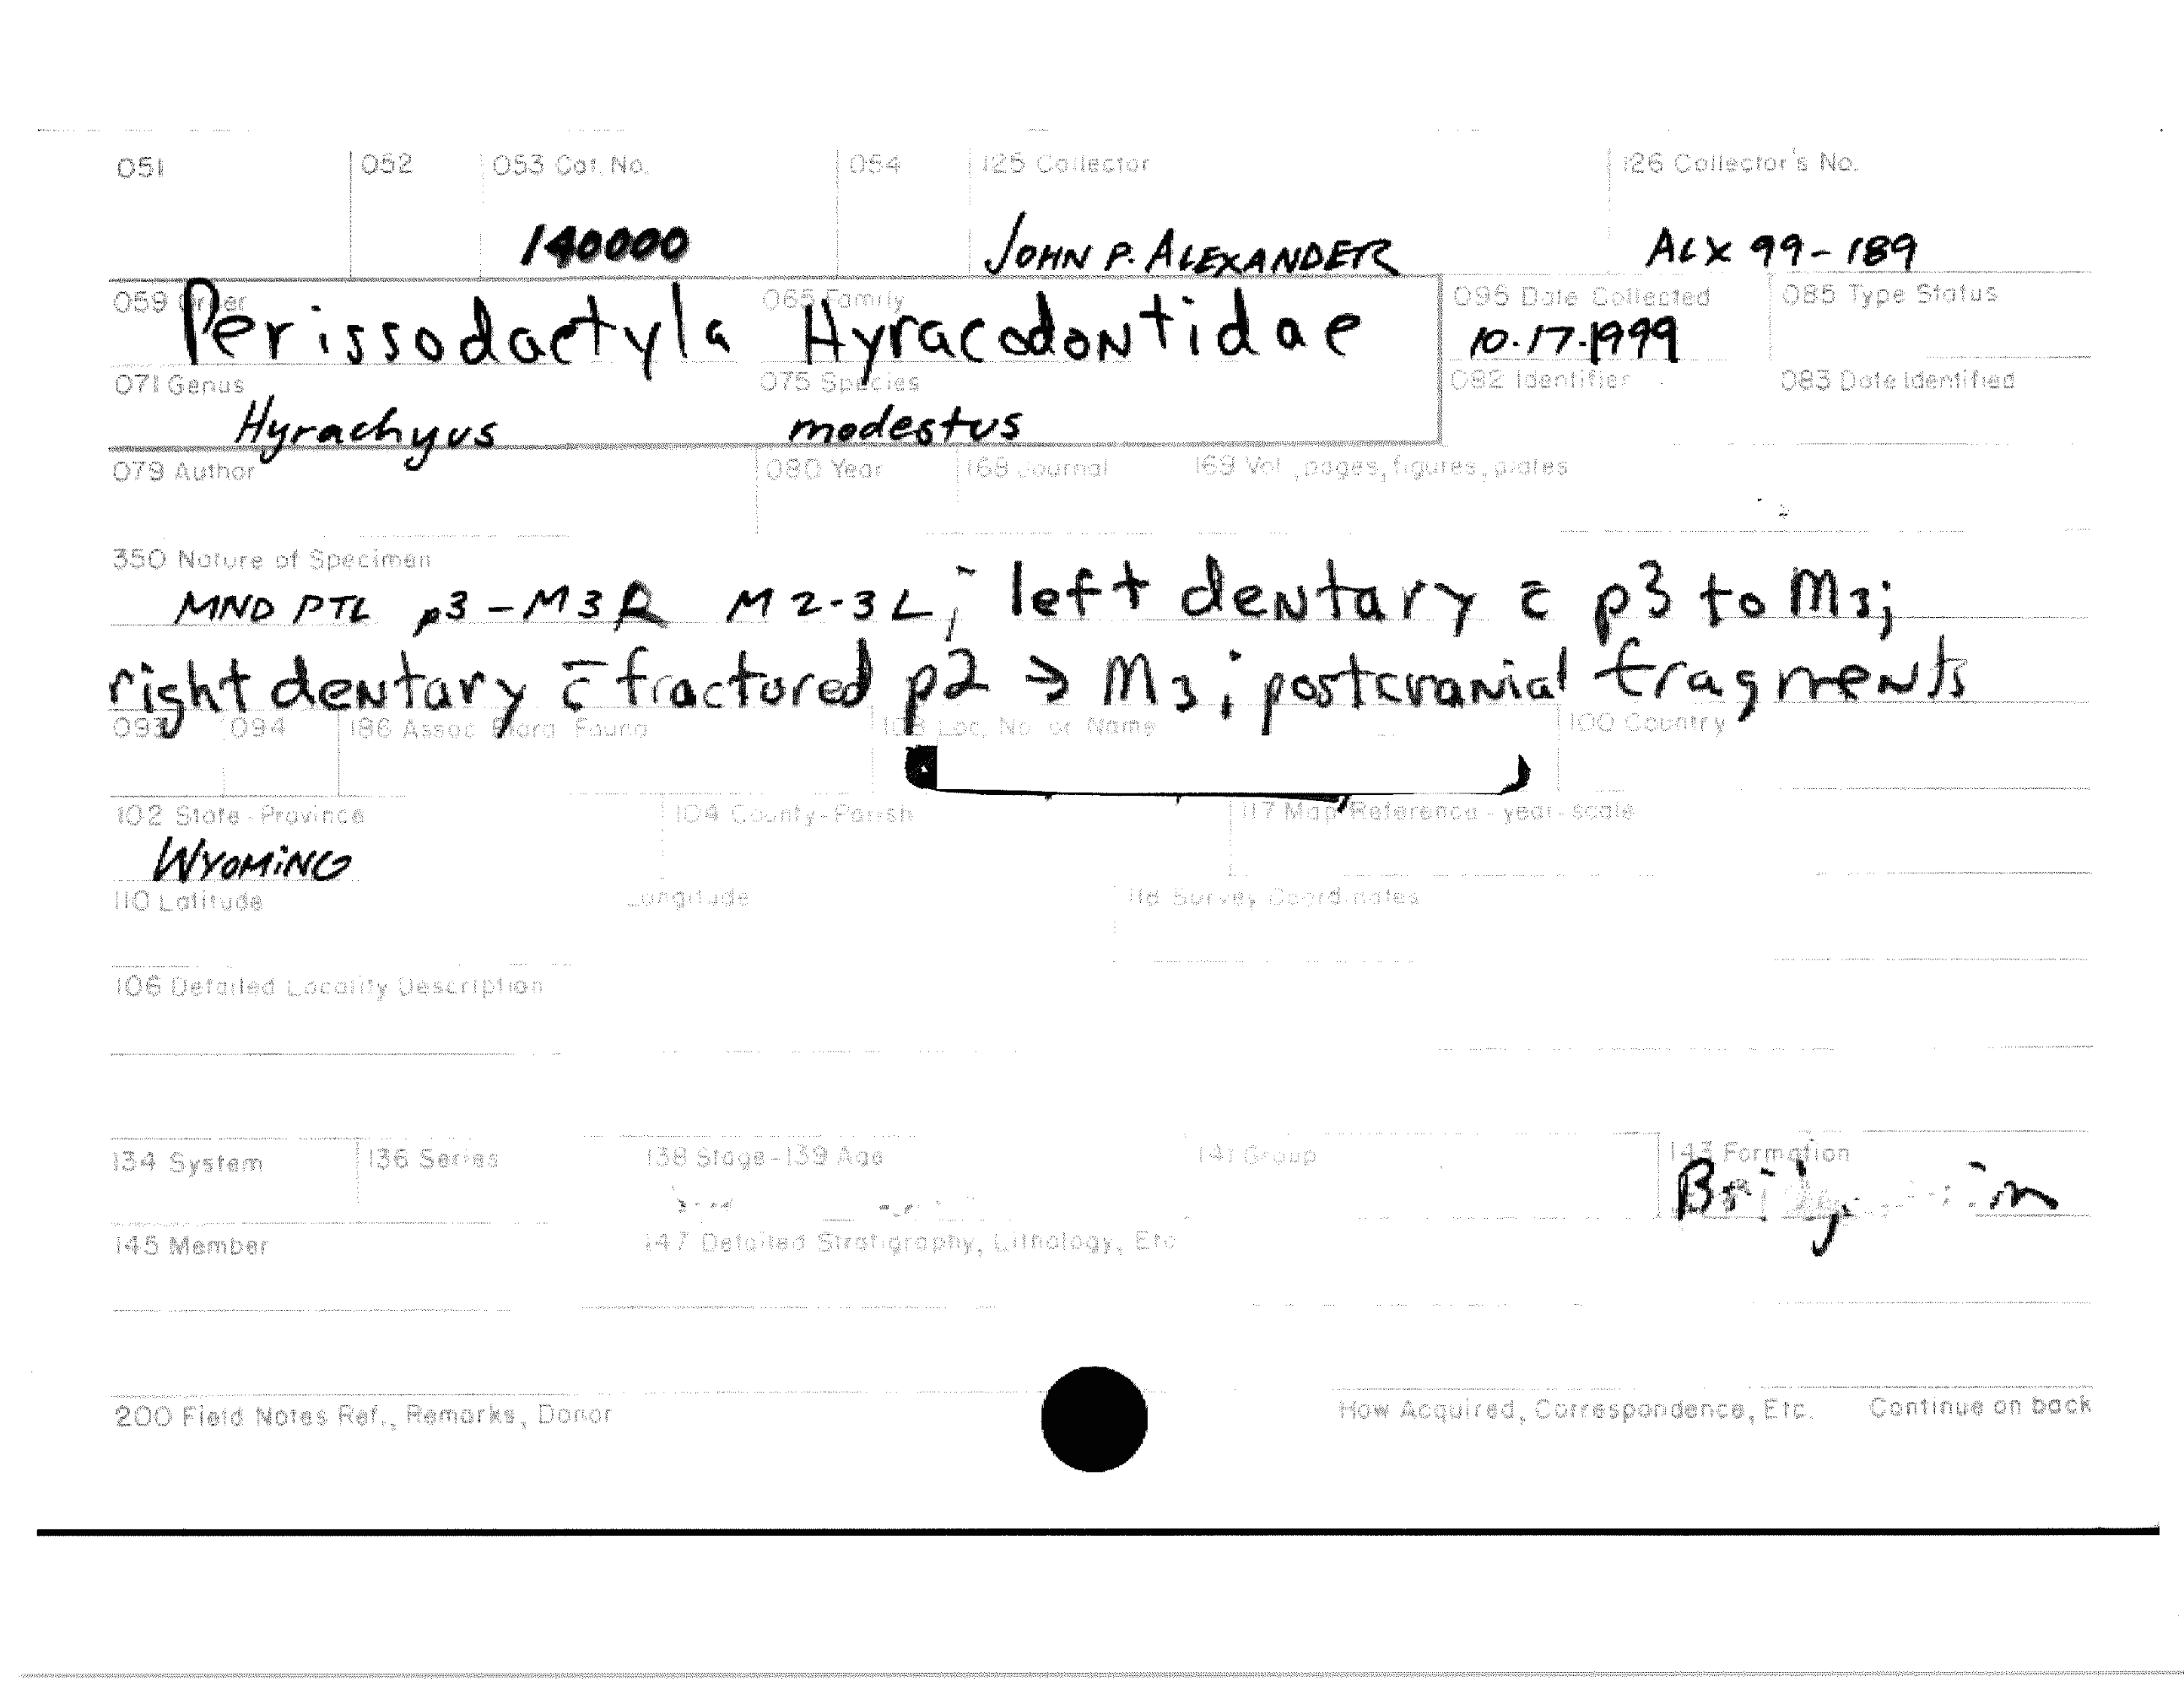 051 052 053 Cat. No. 054 125 Collector 126 Collector's No.
140000 JOHN P. ALEXANDER ALX 99-189
059 Order 065 Family 095 Date Collected 085 Type Status
Perissodactyla Hyracodontidae 10.17.1999
071 Genus 075 Species 082 Identifier 083 Date Identified
Hyrachyus modestus
079 Author 080 Year 168 Journal 169 Vol., pages, figures, plates
350 Nature of Specimen
MND PTL p3-M3R M2-3L; left dentary c̄ p3 to M3;
right dentary c̄ fractured p2 → M3; postcranial fragments
093 094 186 Assoc Flora Fauna 108 Loc. No. or Name 100 Country
102 State-Province 104 County-Parish 117 Map Reference-year-scale
WYOMING
110 Latitude Longitude 118 Survey Coordinates
106 Detailed Locality Description
134 System 136 Series 138 Stage-139 Age 141 Group 143 Formation
145 Member 147 Detailed Stratigraphy, Lithology, Etc
200 Field Notes Ref., Remarks, Donor How Acquired, Correspondence, Etc. Continue on back